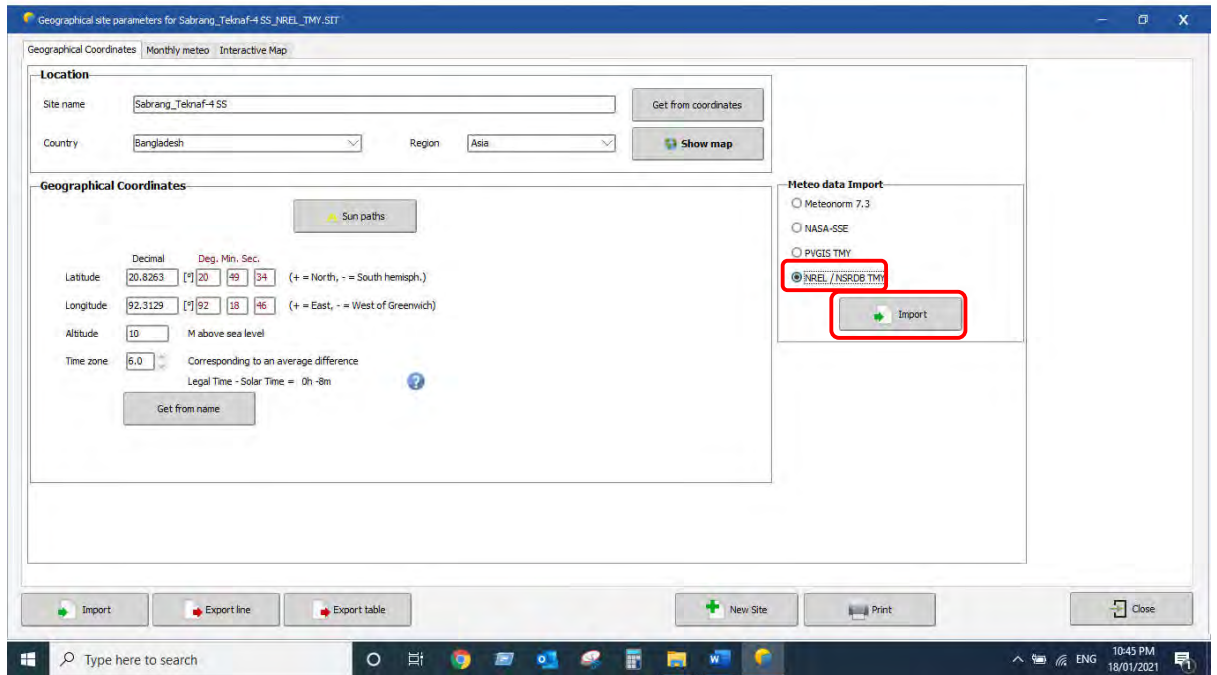 Geographical site parameters for Sabrang_Teknaf-4 SS_NREL_TMY.SIT
Geographical Coordinates Monthly meteo Interactive Map
Location
Site name Sabrang_Teknaf-4 SS Get from coordinates
Country Bangladesh Region Asia Show map
Geographical Coordinates
Sun paths
Decimal Deg. Min. Sec.
Latitude 20.8263 [°] 20 49 34 (+ = North, - = South hemisph.)
Longitude 92.3129 [°] 92 18 46 (+ = East, - = West of Greenwich)
Altitude 10 M above sea level
Time zone 6.0 Corresponding to an average difference
Legal Time - Solar Time = 0h -8m ?
Get from name
Meteo data Import
Meteonorm 7.3
NASA-SSE
PVGIS TMY
NREL / NSRDB TMY
Import
Import Export line Export table New Site Print Close
Type here to search ENG 10:45 PM
18/01/2021